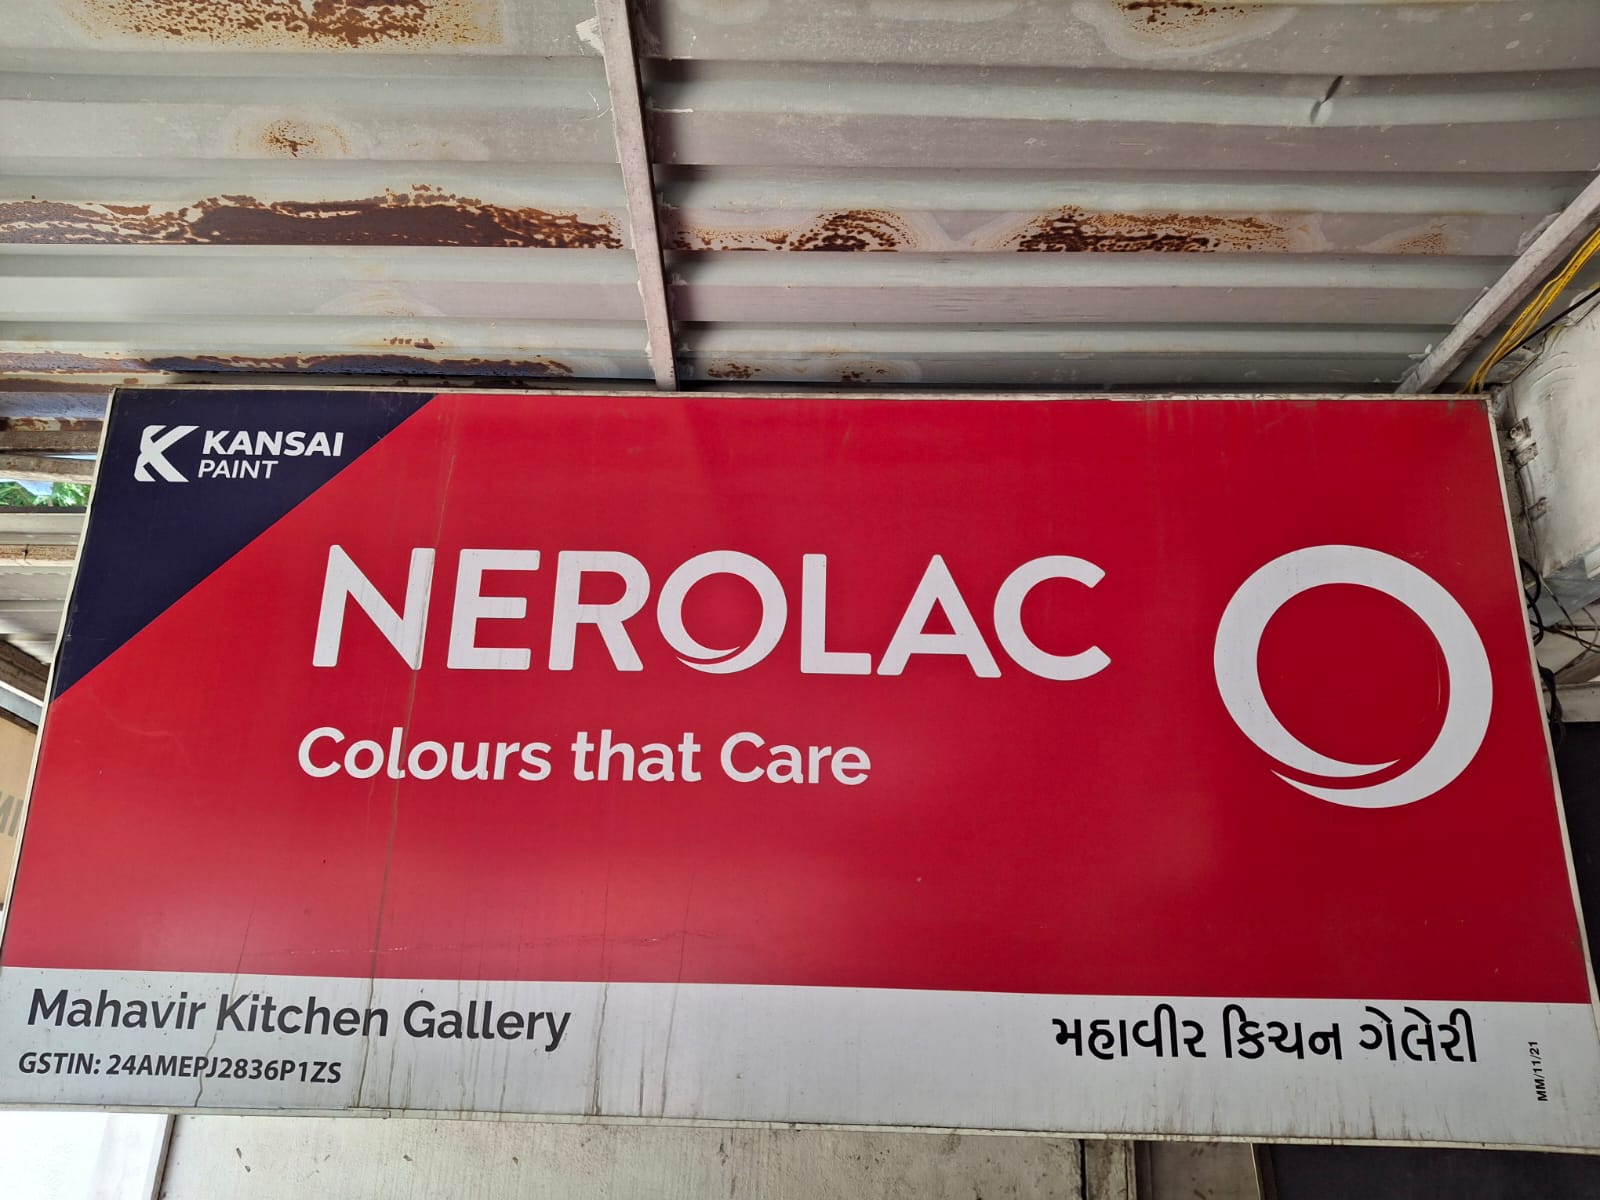 KANSAI
PAINT
NEROLAC
Colours that Care
Mahavir Kitchen Gallery
GSTIN: 24AMEPJ2836P1ZS
મહાવીર કિચન ગેલેરી
MM/11/21